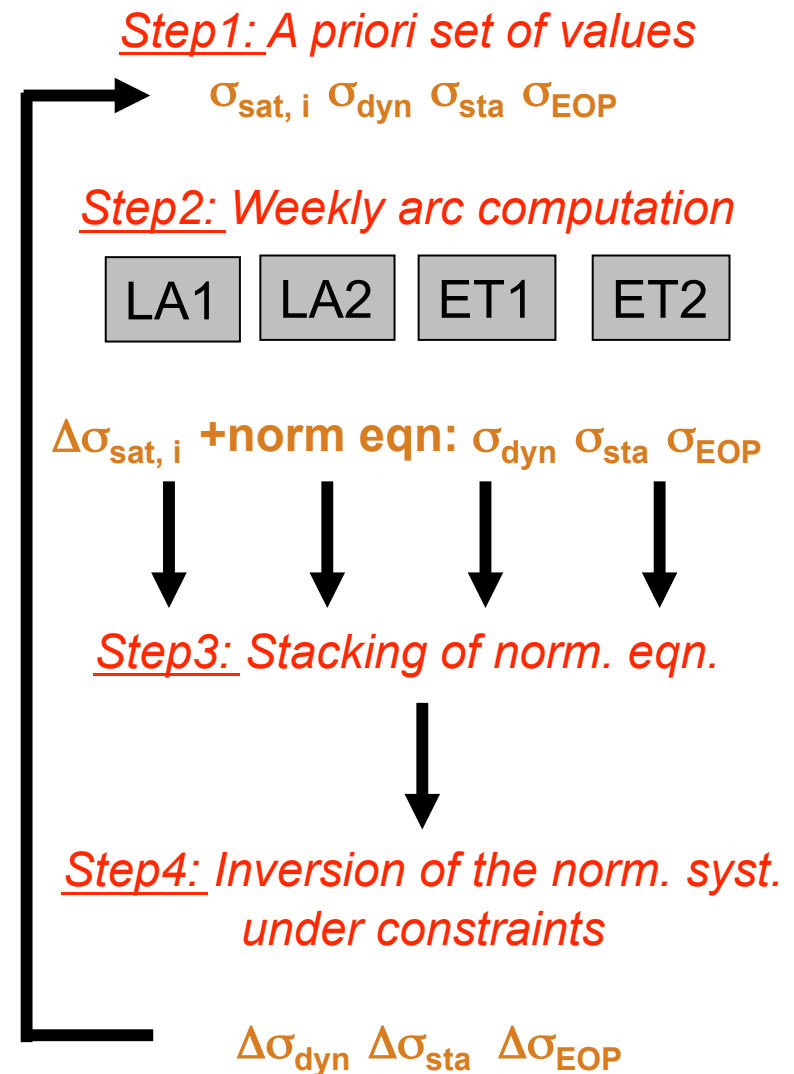 Step1: A priori set of values
σsat, i σdyn σsta σEOP
Step2: Weekly arc computation
LA1 LA2 ET1 ET2
Δσsat, i +norm eqn: σdyn σsta σEOP
Step3: Stacking of norm. eqn.
Step4: Inversion of the norm. syst.
under constraints
Δσdyn Δσsta ΔσEOP